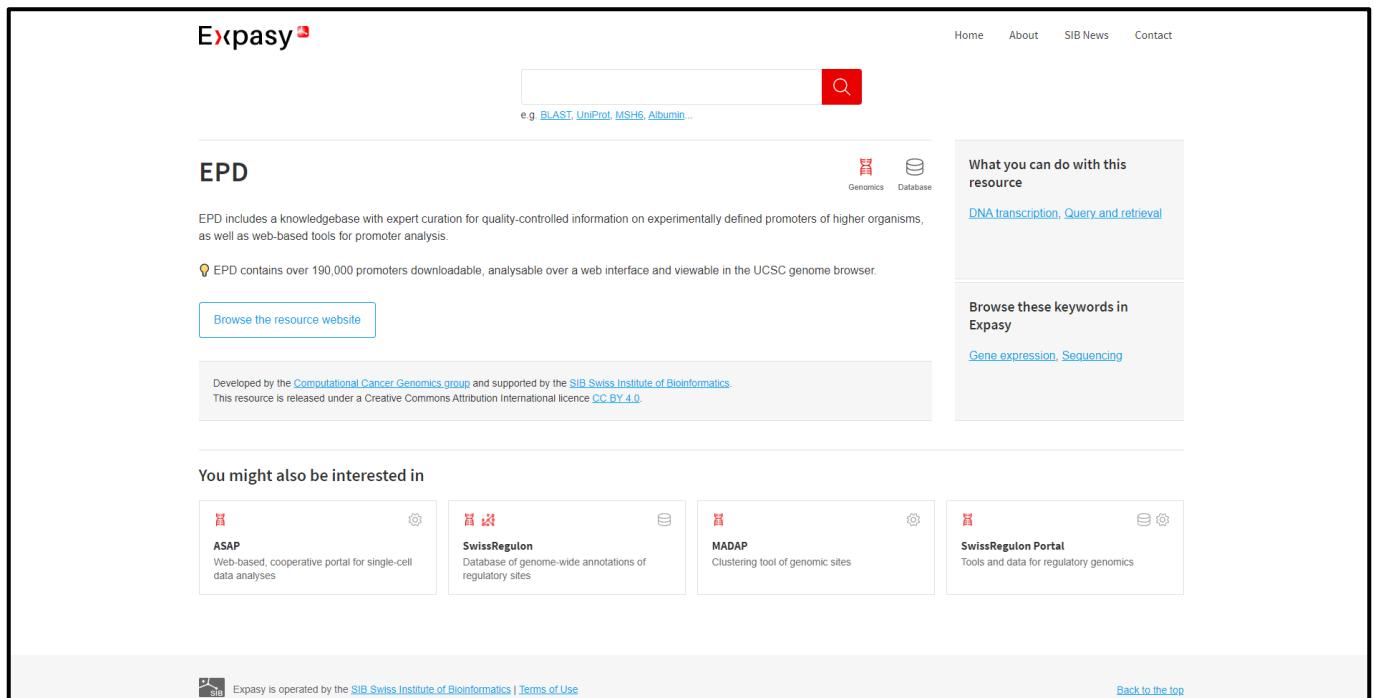 Expasy
Home About SIB News Contact
e.g. BLAST, UniProt, MSH6, Albumin...
EPD
Genomics Database
EPD includes a knowledgebase with expert curation for quality-controlled information on experimentally defined promoters of higher organisms,
as well as web-based tools for promoter analysis.
EPD contains over 190,000 promoters downloadable, analysable over a web interface and viewable in the UCSC genome browser.
Browse the resource website
Developed by the Computational Cancer Genomics group and supported by the SIB Swiss Institute of Bioinformatics.
This resource is released under a Creative Commons Attribution International licence CC BY 4.0.
What you can do with this
resource
DNA transcription, Query and retrieval
Browse these keywords in
Expasy
Gene expression, Sequencing
You might also be interested in
ASAP
Web-based, cooperative portal for single-cell
data analyses
SwissRegulon
Database of genome-wide annotations of
regulatory sites
MADAP
Clustering tool of genomic sites
SwissRegulon Portal
Tools and data for regulatory genomics
SIB
Expasy is operated by the SIB Swiss Institute of Bioinformatics | Terms of Use
Back to the top